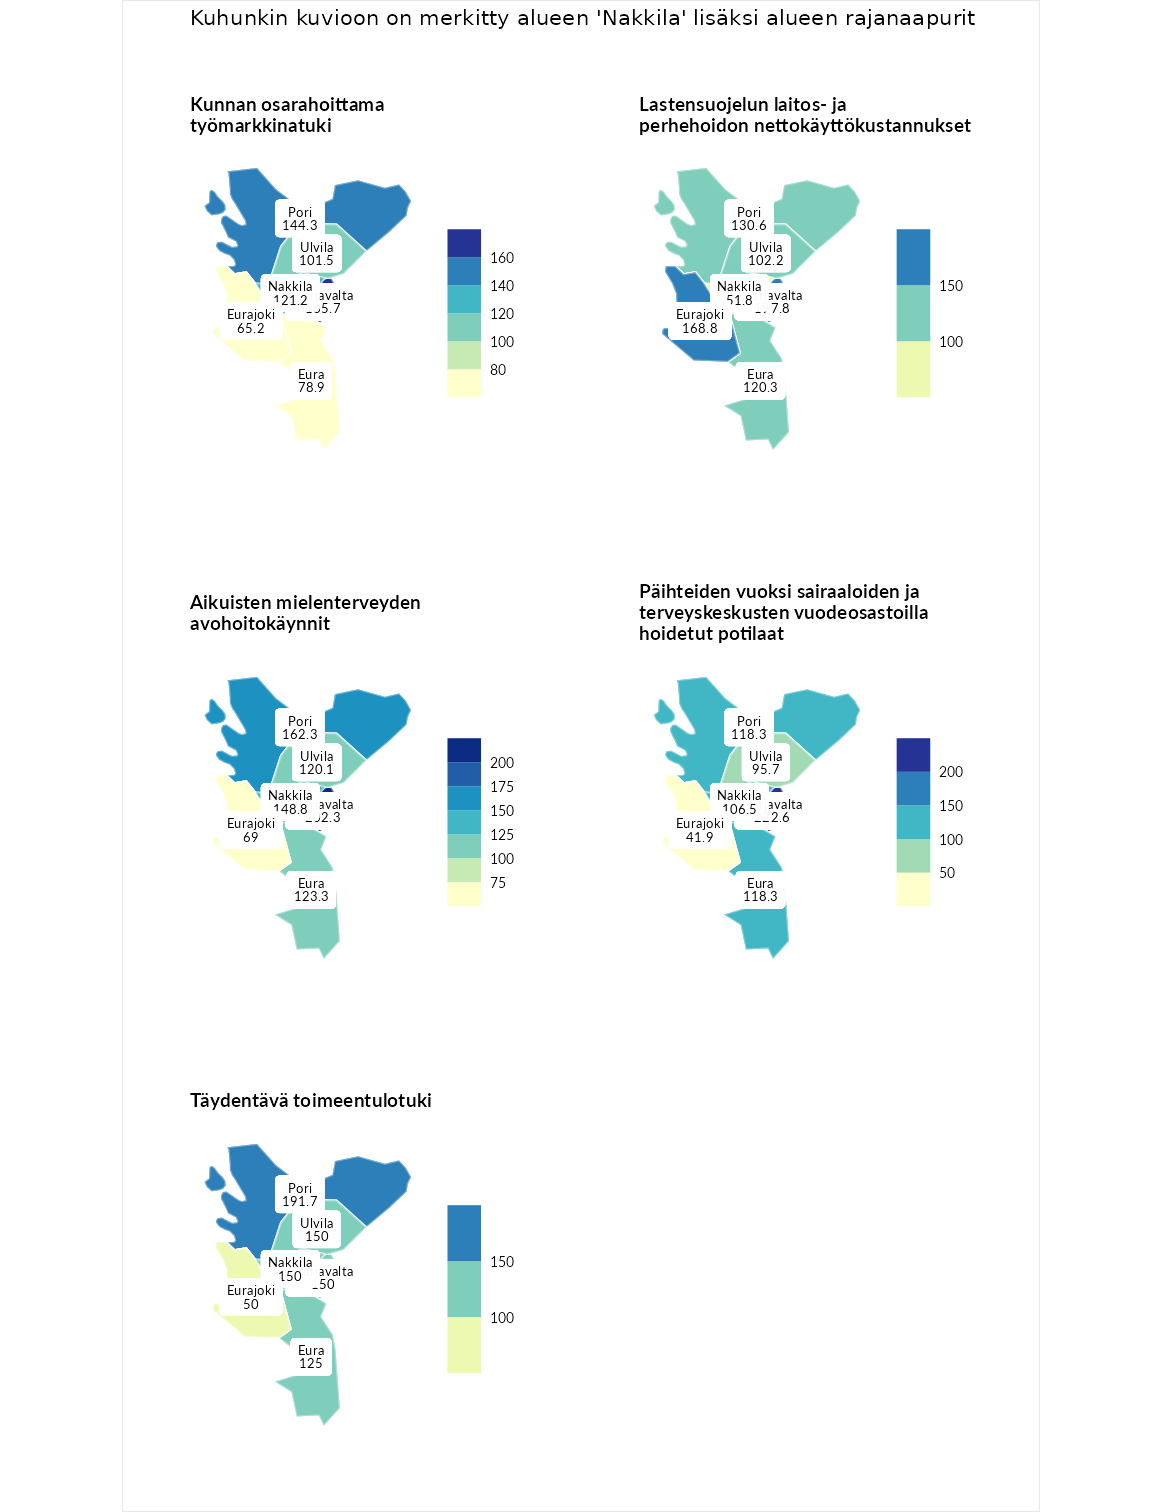 Kuhunkin kuvioon on merkitty alueen 'Nakkila' lisäksi alueen rajanaapurit
Kunnan osarahoittama
työmarkkinatuki
Pori
144.3
Ulvila
101.5
Nakkila
121.2
Eurajoki
65.2
Eura
78.9
160
140
120
100
80
Lastensuojelun laitos- ja
perhehoidon nettokäyttökustannukset
Pori
130.6
Ulvila
102.2
Nakkila
51.8
Eurajoki
168.8
Eura
120.3
150
100
Aikuisten mielenterveyden
avohoitokäynnit
Pori
162.3
Ulvila
120.1
Nakkila
148.8
Eurajoki
69
Eura
123.3
200
175
150
125
100
75
Päihteiden vuoksi sairaaloiden ja
terveyskeskusten vuodeosastoilla
hoidetut potilaat
Pori
118.3
Ulvila
95.7
Nakkila
106.5
Eurajoki
41.9
Eura
118.3
200
150
100
50
Täydentävä toimeentulotuki
Pori
191.7
Ulvila
150
Nakkila
150
Eurajoki
50
Eura
125
150
100